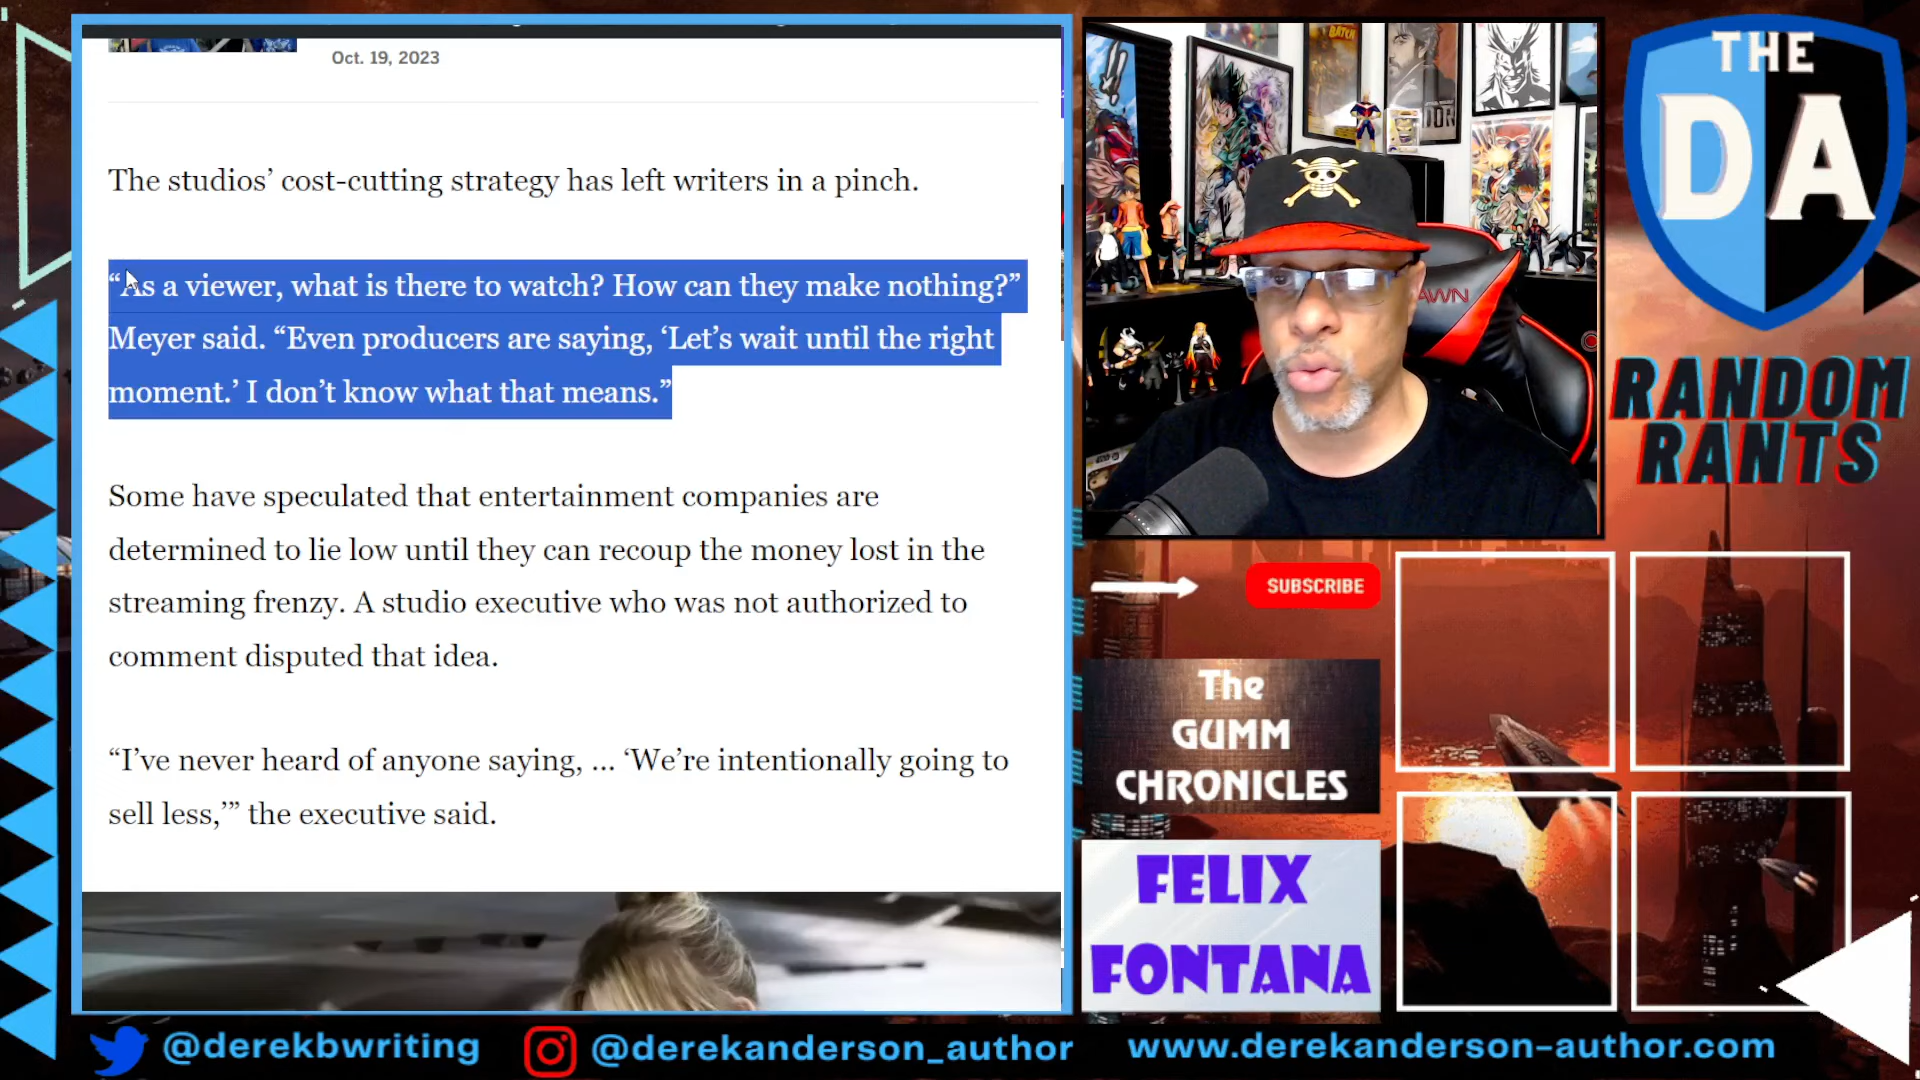 Oct. 19, 2023
The studios’ cost-cutting strategy has left writers in a pinch.
“As a viewer, what is there to watch? How can they make nothing?”
Meyer said. “Even producers are saying, ‘Let’s wait until the right
moment.’ I don’t know what that means.”
Some have speculated that entertainment companies are
determined to lie low until they can recoup the money lost in the
streaming frenzy. A studio executive who was not authorized to
comment disputed that idea.
“I’ve never heard of anyone saying, ... ‘We’re intentionally going to
sell less,’” the executive said.
THE
DA
RANDOM
RANTS
SUBSCRIBE
The
GUMM
CHRONICLES
FELIX
FONTANA
@derekbwriting
@derekanderson_author
www.derekanderson-author.com